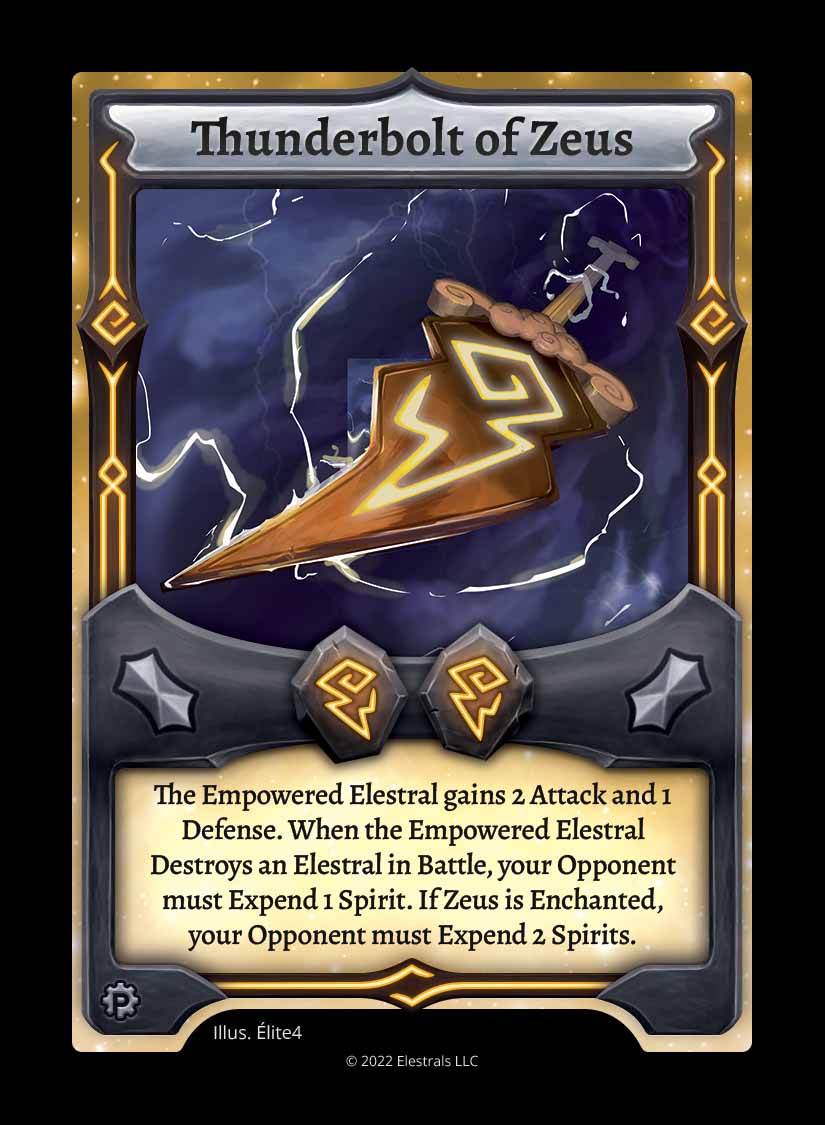 Thunderbolt of Zeus
The Empowered Elestral gains 2 Attack and 1
Defense. When the Empowered Elestral
Destroys an Elestral in Battle, your Opponent
must Expend 1 Spirit. If Zeus is Enchanted,
your Opponent must Expend 2 Spirits.
P
Illus. Élite4
© 2022 Elestrals LLC